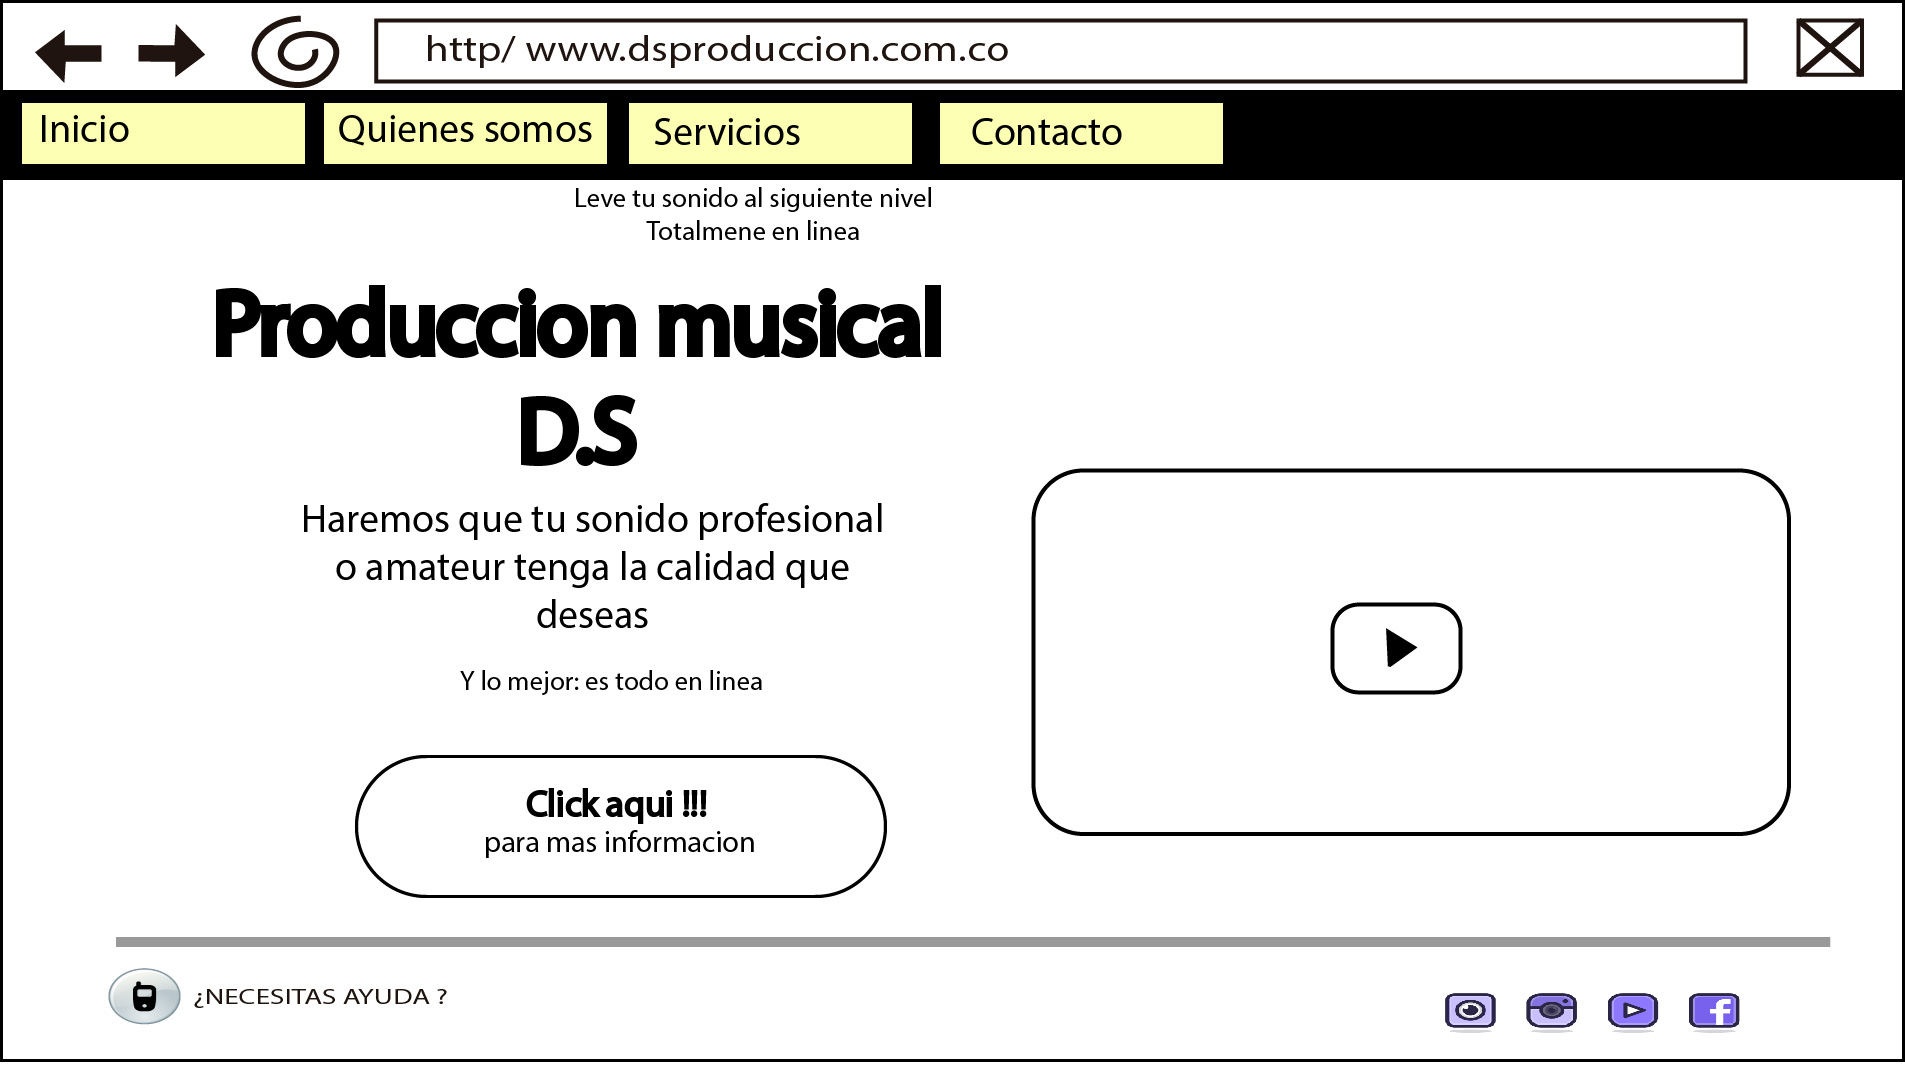 http/ www.dsproduccion.com.co
Inicio
Quienes somos
Servicios
Contacto
Leve tu sonido al siguiente nivel
Totalmene en linea
Produccion musical
D.S
Haremos que tu sonido profesional
o amateur tenga la calidad que
deseas
Y lo mejor: es todo en linea
Click aqui !!!
para mas informacion
¿NECESITAS AYUDA ?